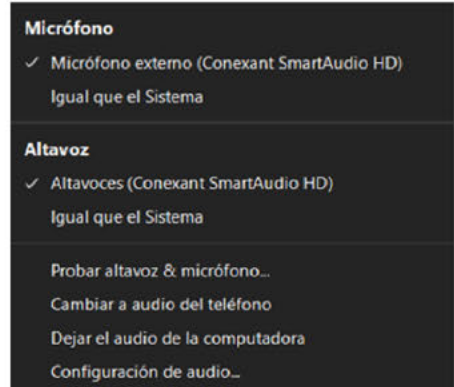 Micrófono
✓ Micrófono externo (Conexant SmartAudio HD)
Igual que el Sistema
Altavoz
✓ Altavoces (Conexant SmartAudio HD)
Igual que el Sistema
Probar altavoz & micrófono...
Cambiar a audio del teléfono
Dejar el audio de la computadora
Configuración de audio...